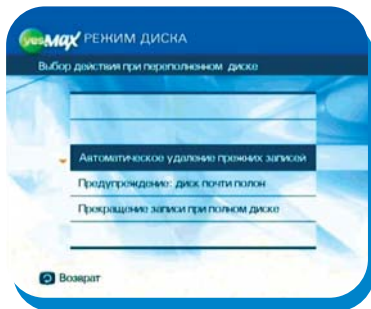 yesMax РЕЖИМ ДИСКА
Выбор действия при переполненном диске
Автоматическое удаление прежних записей
Предупреждение: диск почти полон
Прекращение записи при полном диске
Возврат